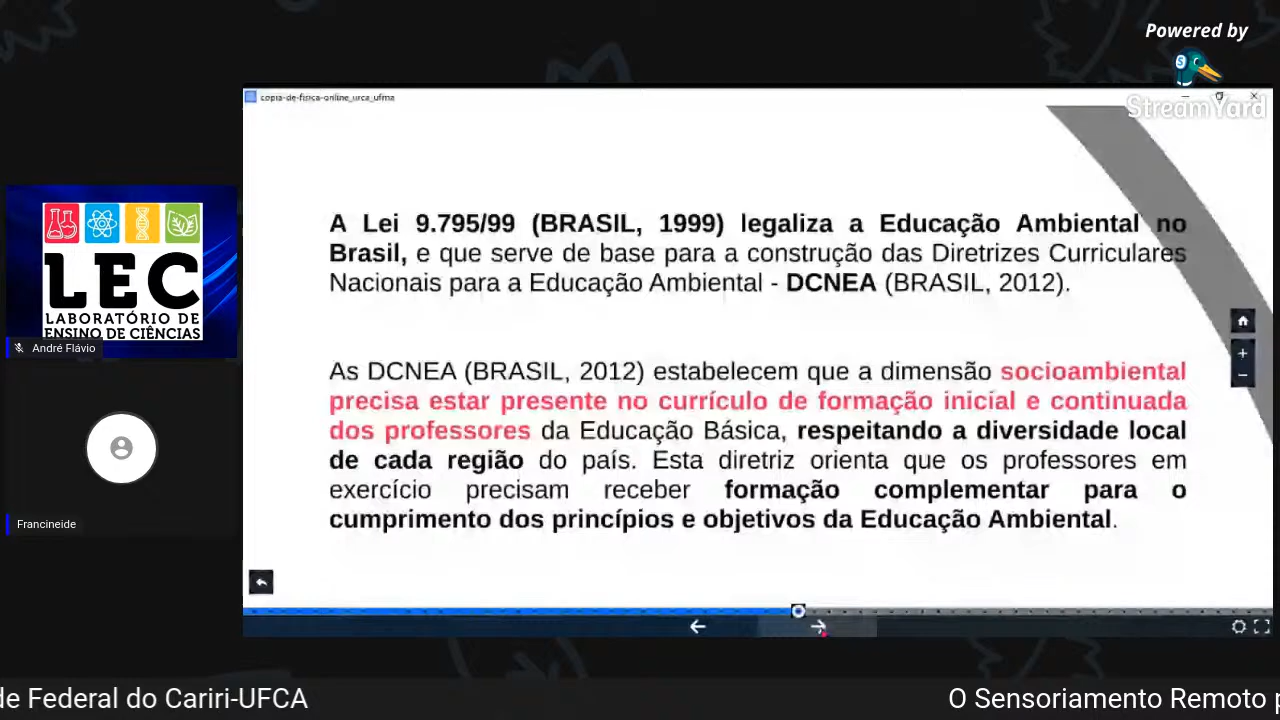 Powered by
StreamYard
copia-de-fisica-online_urca_ufma
A Lei 9.795/99 (BRASIL, 1999) legaliza a Educação Ambiental no
Brasil, e que serve de base para a construção das Diretrizes Curriculares
Nacionais para a Educação Ambiental - DCNEA (BRASIL, 2012).
As DCNEA (BRASIL, 2012) estabelecem que a dimensão socioambiental
precisa estar presente no currículo de formação inicial e continuada
dos professores da Educação Básica, respeitando a diversidade local
de cada região do país. Esta diretriz orienta que os professores em
exercício precisam receber formação complementar para o
cumprimento dos princípios e objetivos da Educação Ambiental.
LEC
LABORATÓRIO DE
ENSINO DE CIÊNCIAS
André Flávio
Francineide
de Federal do Cariri-UFCA
O Sensoriamento Remoto p